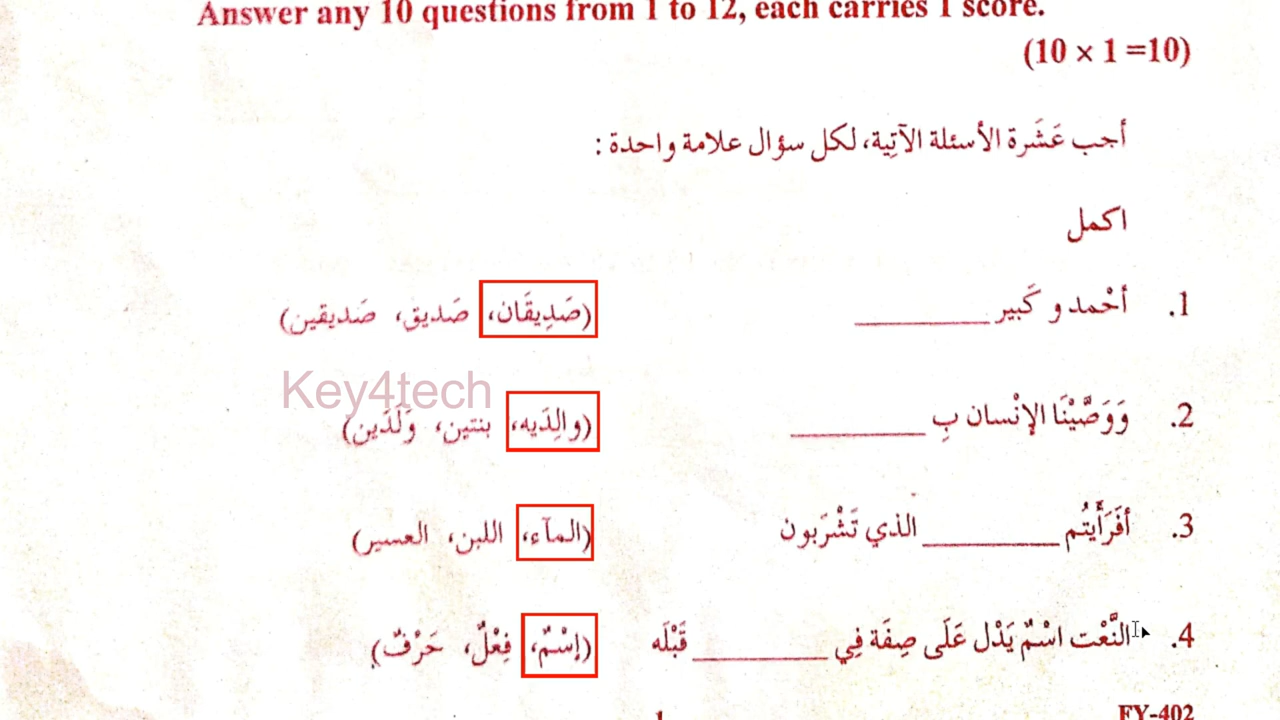 Answer any 10 questions from 1 to 12, each carries 1 score.
(10 × 1 =10)
أجب عَشَرة الأسئلة الآتِية، لكل سؤال علامة واحدة :
اكمل
1. أحْمد و كَبير ________ (صَدِيقَان، صَديق، صَديقين)
Key4tech
2. وَوَصَّيْنَا الإنْسان بِ ________ (والِدَيه، بنتين، وَلَدَين)
3. أفَرَأَيتُم ________ الذي تَشْرَبون (المآء، اللبن، العسير)
4. النَّعْت اسْمٌ يَدْل عَلَى صِفَة فِي ________ قَبْلَه (إسْمٌ، فِعْلٌ، حَرْفٌ)
FY-402